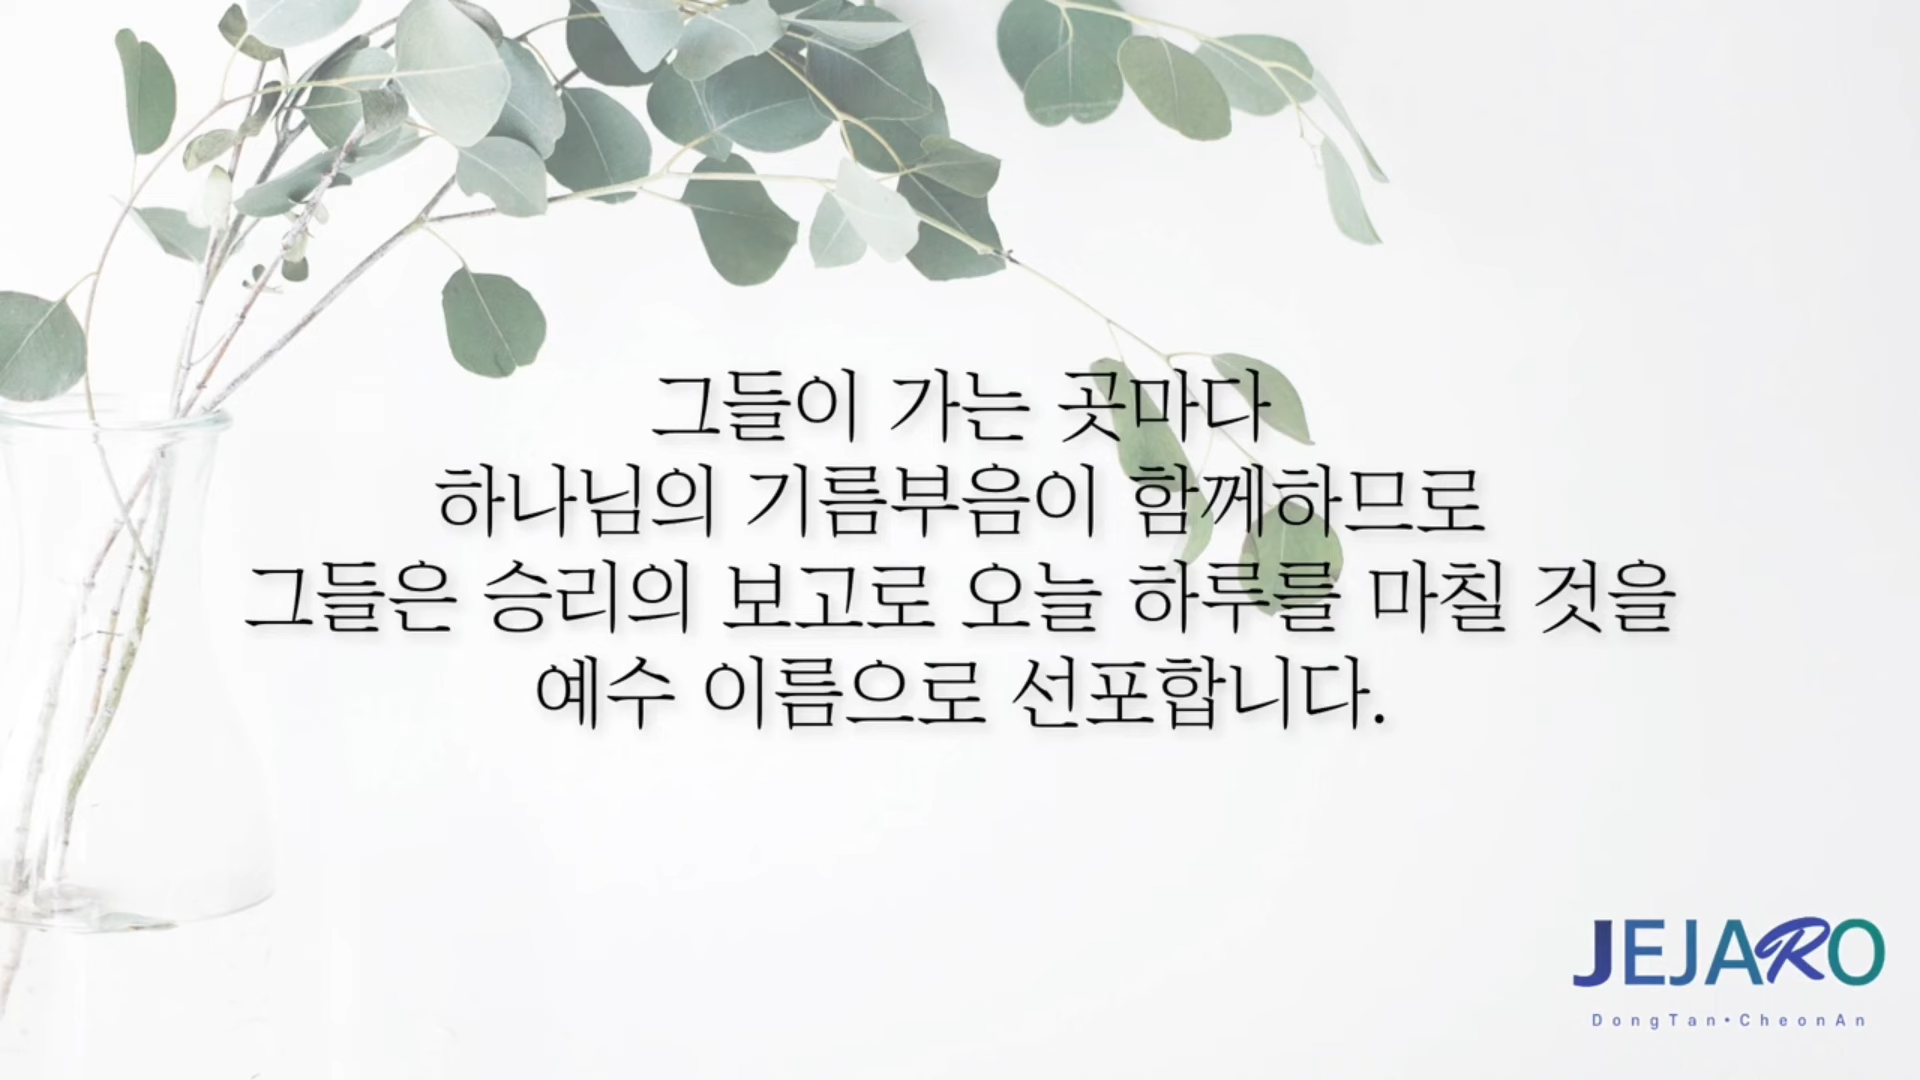 그들이 가는 곳마다
하나님의 기름부음이 함께하므로
그들은 승리의 보고로 오늘 하루를 마칠 것을
예수 이름으로 선포합니다.
JEJARO
DongTan•CheonAn